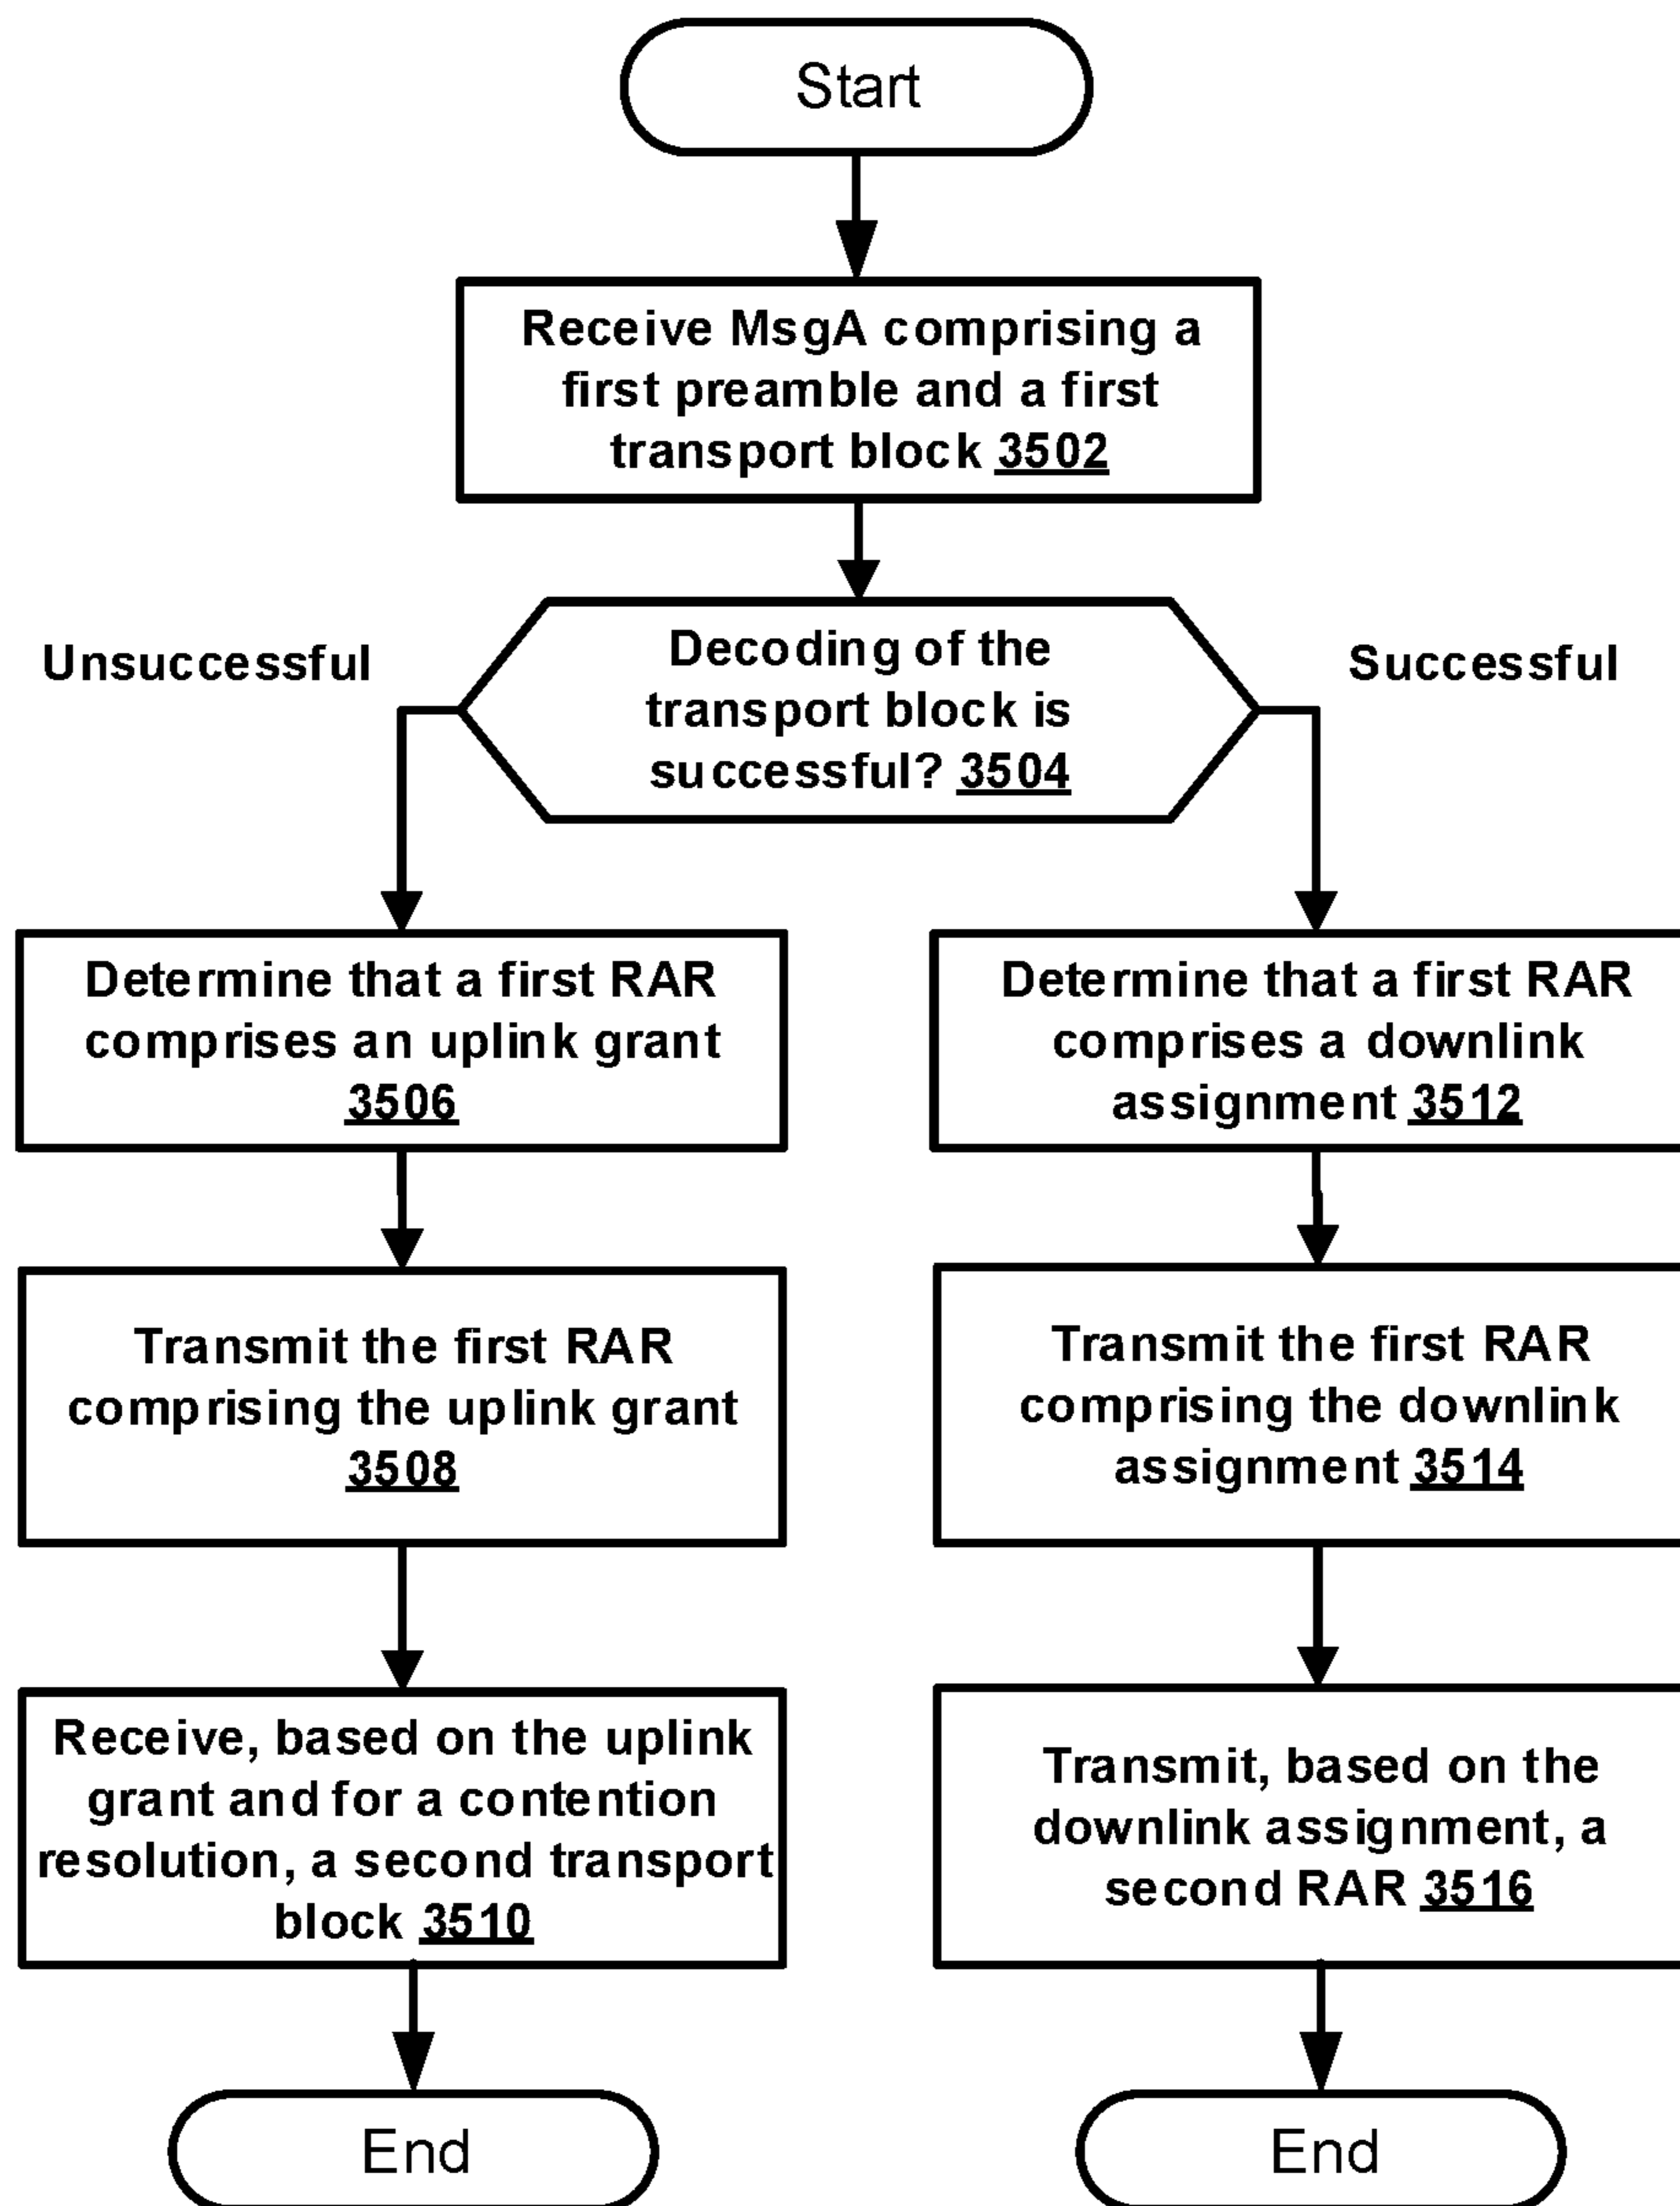 Start
Receive MsgA comprising a
first preamble and a first
transport block 3502
Decoding of the
transport block is
successful? 3504
Unsuccessful
Successful
Determine that a first RAR
comprises an uplink grant
3506
Transmit the first RAR
comprising the uplink grant
3508
Receive, based on the uplink
grant and for a contention
resolution, a second transport
block 3510
End
Determine that a first RAR
comprises a downlink
assignment 3512
Transmit the first RAR
comprising the downlink
assignment 3514
Transmit, based on the
downlink assignment, a
second RAR 3516
End